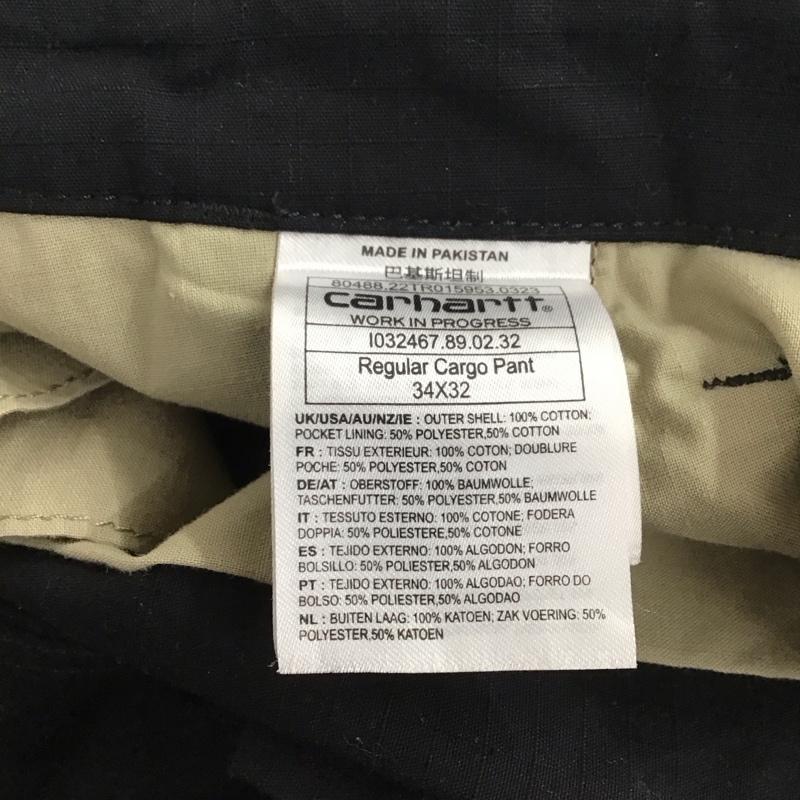 MADE IN PAKISTAN
巴基斯坦制
80488.22TR015953.0323
carhartt®
WORK IN PROGRESS
I032467.89.02.32
Regular Cargo Pant
34X32
UK/USA/AU/NZ/IE : OUTER SHELL: 100% COTTON;
POCKET LINING: 50% POLYESTER,50% COTTON
FR : TISSU EXTERIEUR: 100% COTON; DOUBLURE
POCHE: 50% POLYESTER,50% COTON
DE/AT : OBERSTOFF: 100% BAUMWOLLE;
TASCHENFUTTER: 50% POLYESTER,50% BAUMWOLLE
IT : TESSUTO ESTERNO: 100% COTONE; FODERA
DOPPIA: 50% POLIESTERE,50% COTONE
ES : TEJIDO EXTERNO: 100% ALGODON; FORRO
BOLSILLO: 50% POLIESTER,50% ALGODON
PT : TEJIDO EXTERNO: 100% ALGODAO; FORRO DO
BOLSO: 50% POLIESTER,50% ALGODAO
NL : BUITEN LAAG: 100% KATOEN; ZAK VOERING: 50%
POLYESTER,50% KATOEN